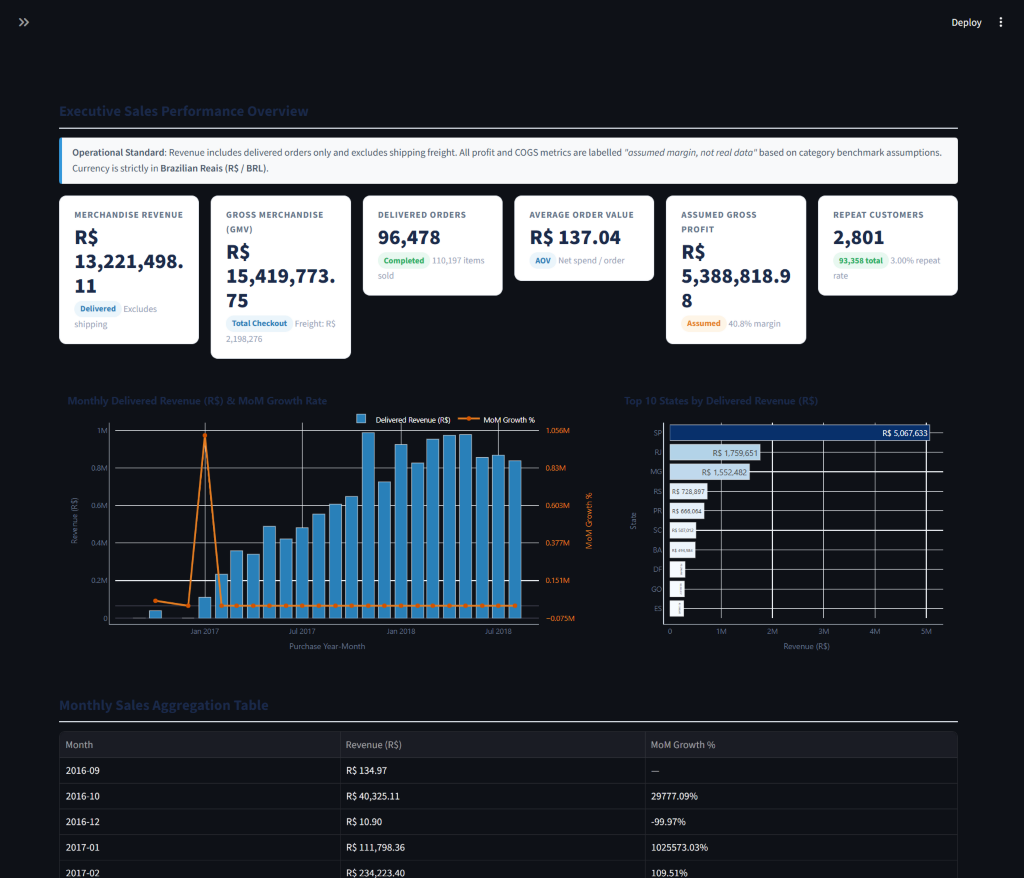 Deploy
Executive Sales Performance Overview
Operational Standard: Revenue includes delivered orders only and excludes shipping freight. All profit and COGS metrics are labelled "assumed margin, not real data" based on category benchmark assumptions.
Currency is strictly in Brazilian Reais (R$ / BRL).
MERCHANDISE REVENUE
R$
13,221,498.
11
Delivered Excludes
shipping
GROSS MERCHANDISE
(GMV)
R$
15,419,773.
75
Total Checkout Freight: R$
2,198,276
DELIVERED ORDERS
96,478
Completed 110,197 items
sold
AVERAGE ORDER VALUE
R$ 137.04
AOV Net spend / order
ASSUMED GROSS
PROFIT
R$
5,388,818.9
8
Assumed 40.8% margin
REPEAT CUSTOMERS
2,801
93,358 total 3.00% repeat
rate
Monthly Delivered Revenue (R$) & MoM Growth Rate
Delivered Revenue (R$) MoM Growth %
1M
0.8M
0.6M
0.4M
0.2M
0
Revenue (R$)
1.056M
0.83M
0.603M
0.377M
0.151M
−0.075M
MoM Growth %
Jan 2017 Jul 2017 Jan 2018 Jul 2018
Purchase Year-Month
Top 10 States by Delivered Revenue (R$)
State
SP R$ 5,067,633
RJ R$ 1,759,651
MG R$ 1,552,482
RS R$ 728,897
PR R$ 666,064
SC
BA
DF
GO
ES
0 1M 2M 3M 4M 5M
Revenue (R$)
Monthly Sales Aggregation Table
Month Revenue (R$) MoM Growth %
2016-09 R$ 134.97 —
2016-10 R$ 40,325.11 29777.09%
2016-12 R$ 10.90 -99.97%
2017-01 R$ 111,798.36 1025573.03%
2017-02 R$ 234,223.40 109.51%